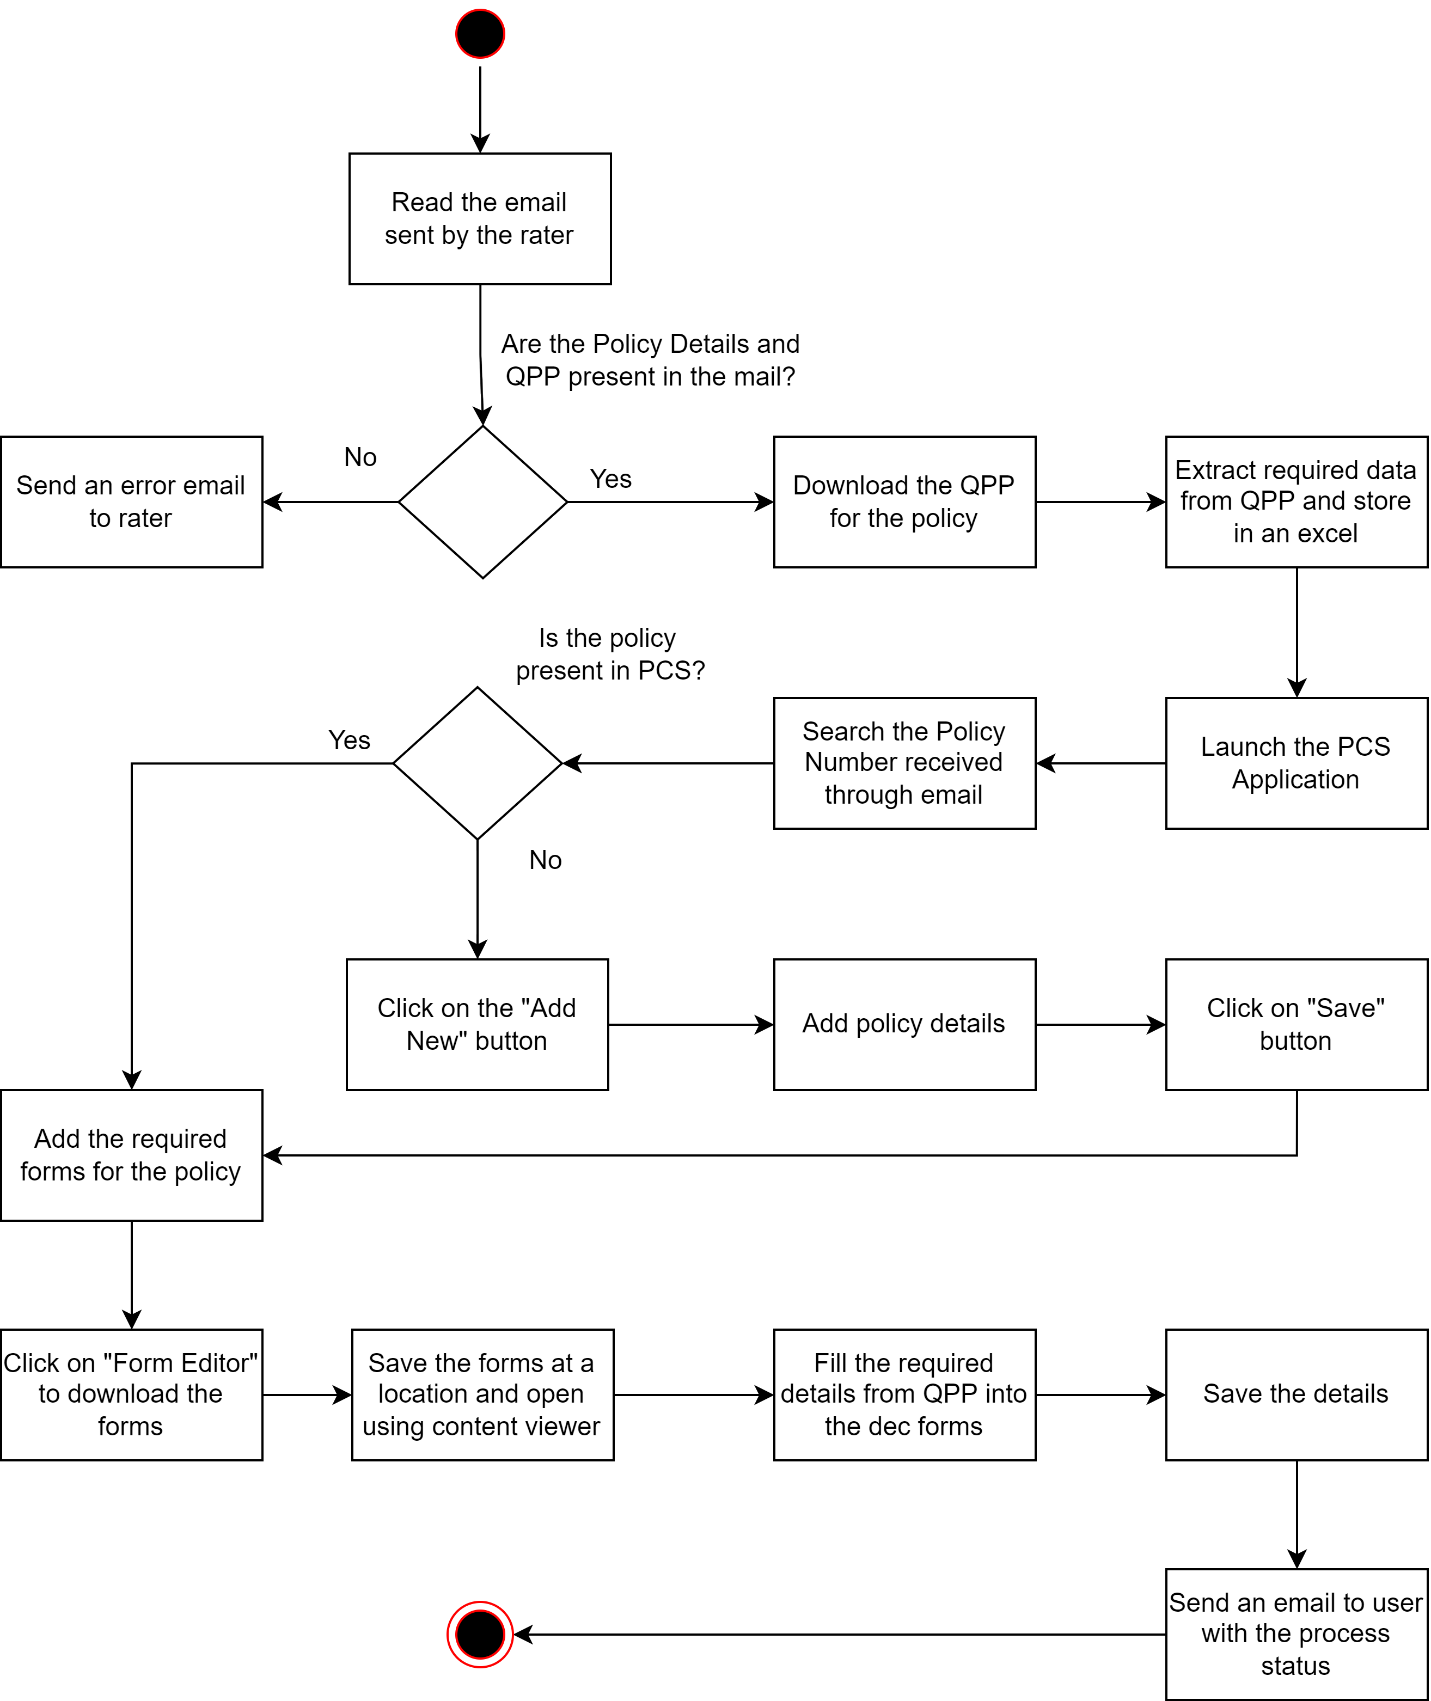 Read the email
sent by the rater
Are the Policy Details and
QPP present in the mail?
No
Yes
Send an error email
to rater
Download the QPP
for the policy
Extract required data
from QPP and store
in an excel
Is the policy
present in PCS?
Yes
No
Search the Policy
Number received
through email
Launch the PCS
Application
Click on the "Add
New" button
Add policy details
Click on "Save"
button
Add the required
forms for the policy
Click on "Form Editor"
to download the
forms
Save the forms at a
location and open
using content viewer
Fill the required
details from QPP into
the dec forms
Save the details
Send an email to user
with the process
status